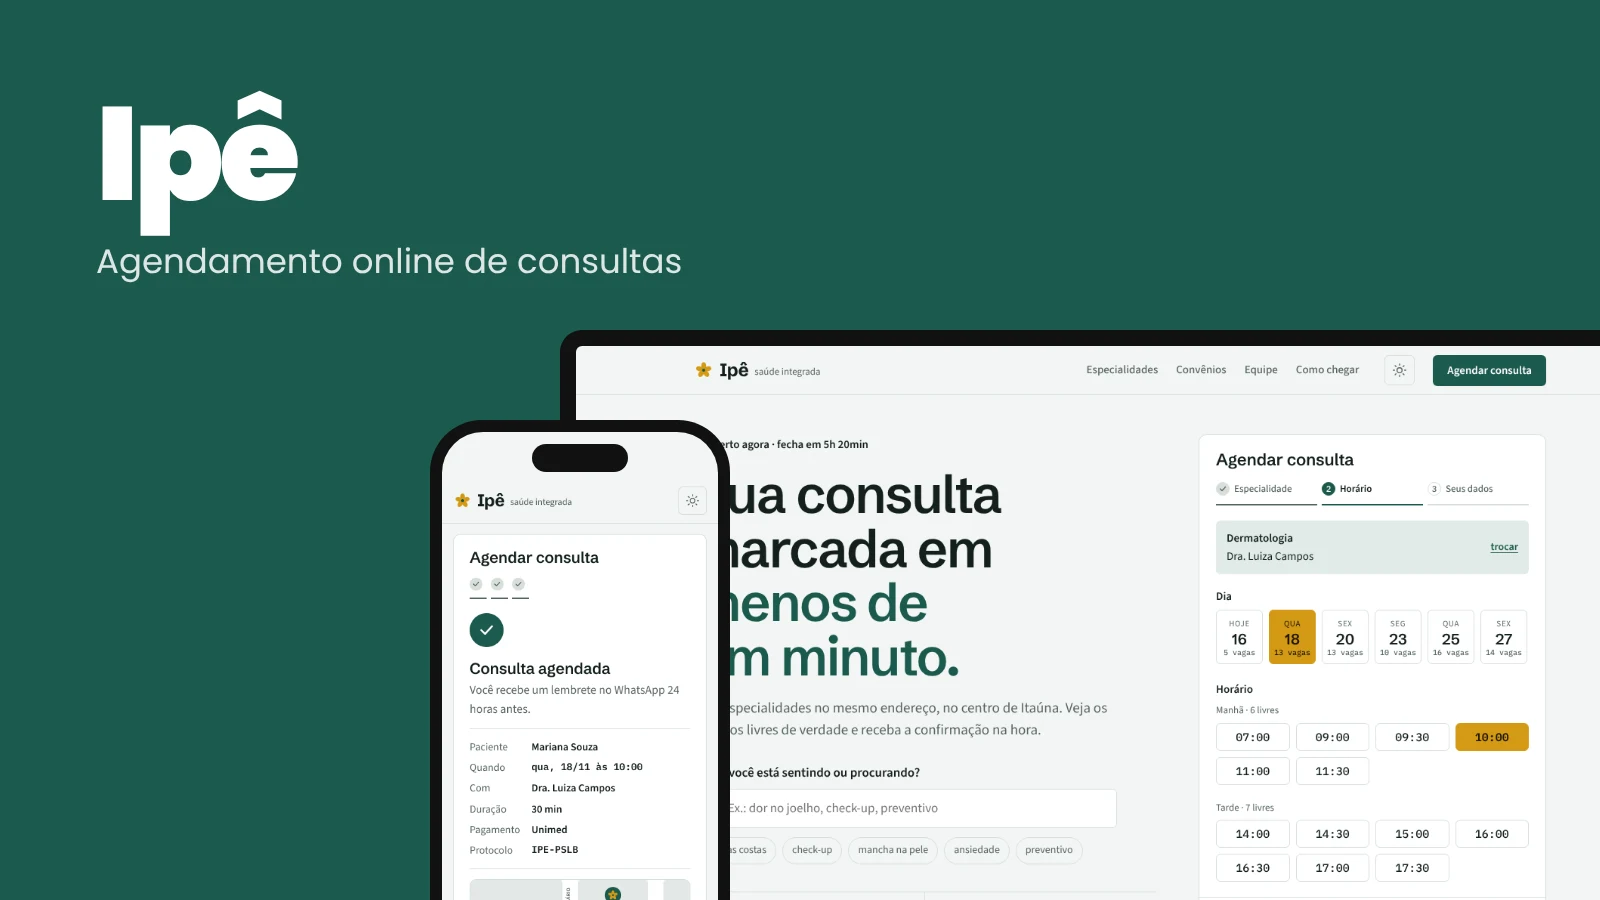 Ipê
Agendamento online de consultas
Ipê saúde integrada
Especialidades Convênios Equipe Como chegar
Agendar consulta
erto agora · fecha em 5h 20min
ua consulta
arcada em
enos de
m minuto.
specialidades no mesmo endereço, no centro de Itaúna. Veja os
os livres de verdade e receba a confirmação na hora.
você está sentindo ou procurando?
Ex.: dor no joelho, check-up, preventivo
as costas check-up mancha na pele ansiedade preventivo
Agendar consulta
Especialidade 2 Horário 3 Seus dados
Dermatologia
Dra. Luiza Campos
trocar
Dia
HOJE QUA SEX SEG QUA SEX
16 18 20 23 25 27
5 vagas 13 vagas 13 vagas 10 vagas 16 vagas 14 vagas
Horário
Manhã · 6 livres
07:00 09:00 09:30 10:00
11:00 11:30
Tarde · 7 livres
14:00 14:30 15:00 16:00
16:30 17:00 17:30
Ipê saúde integrada
Agendar consulta
Consulta agendada
Você recebe um lembrete no WhatsApp 24
horas antes.
Paciente Mariana Souza
Quando qua, 18/11 às 10:00
Com Dra. Luiza Campos
Duração 30 min
Pagamento Unimed
Protocolo IPE-PSLB